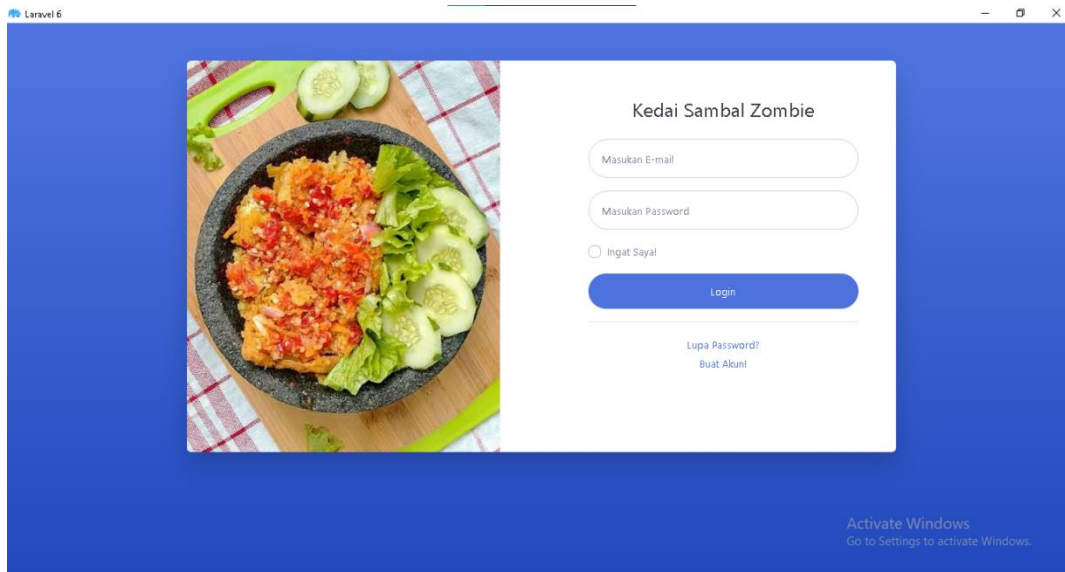 Laravel 6
Kedai Sambal Zombie
Masukan E-mail
Masukan Password
Ingat Saya!
Login
Lupa Password?
Buat Akun!
Activate Windows
Go to Settings to activate Windows.